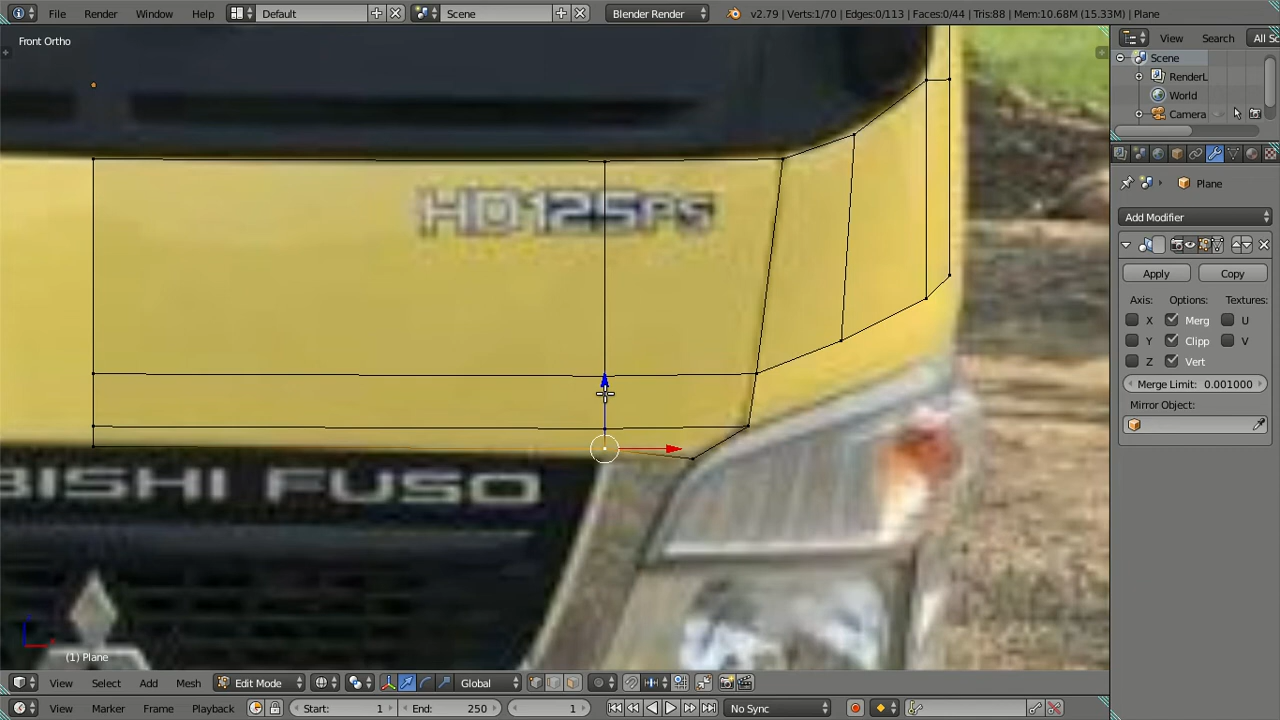 File Render Window Help Default Scene Blender Render v2.79 | Verts:1/70 | Edges:0/113 | Faces:0/44 | Tris:88 | Mem:10.68M (15.33M) | Plane
Front Ortho
View Search All Sc
Scene
RenderL
World
Camera
Plane
Add Modifier
Apply Copy
Axis: Options: Textures:
X Merg U
Y Clipp V
Z Vert
Merge Limit: 0.001000
Mirror Object:
HD125PS
BISHI FUSO
(1) Plane
View Select Add Mesh Edit Mode Global
View Marker Frame Playback Start: 1 End: 250 1 No Sync